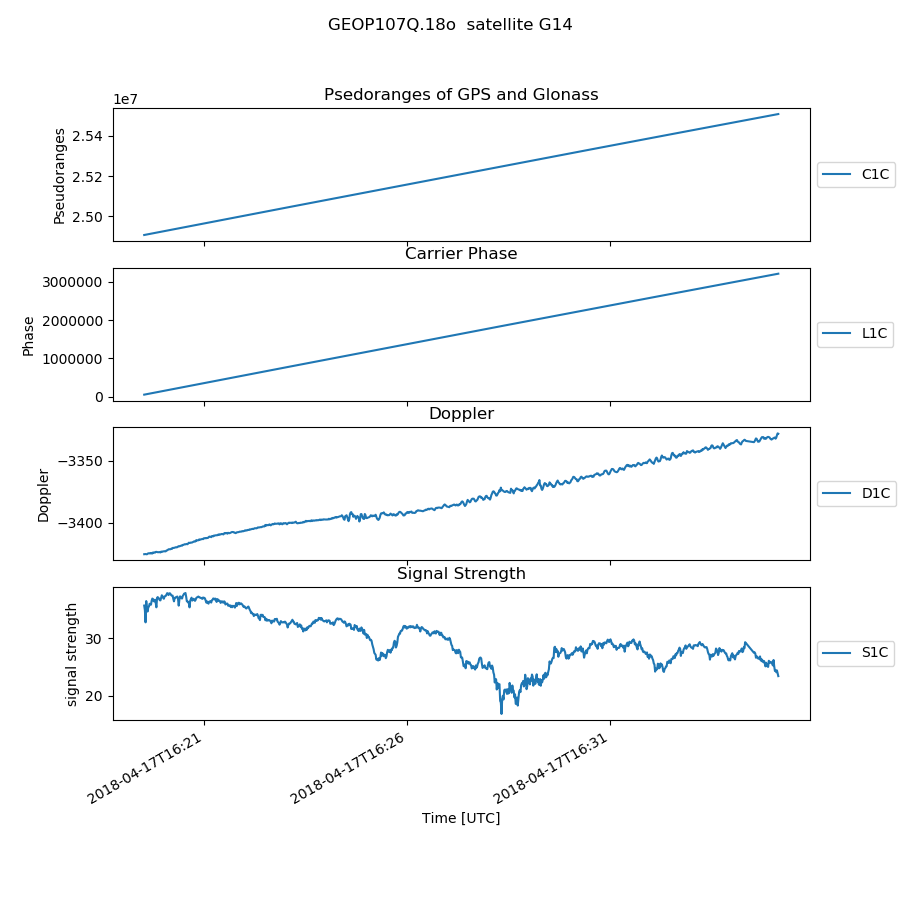 GEOP107Q.18o  satellite G14
Psedoranges of GPS and Glonass
1e7
2.54
2.52
2.50
Pseudoranges
C1C
Carrier Phase
3000000
2000000
1000000
0
Phase
L1C
Doppler
−3350
−3400
Doppler
D1C
Signal Strength
30
20
signal strength
S1C
2018-04-17T16:21
2018-04-17T16:26
2018-04-17T16:31
Time [UTC]